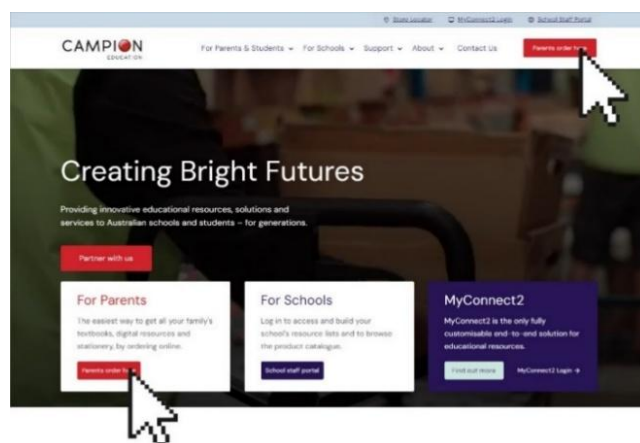 Store Locator MyConnect2 Login School Staff Portal
CAMPION
EDUCATION
For Parents & Students For Schools Support About Contact Us Parents order here
Creating Bright Futures
Providing innovative educational resources, solutions and
services to Australian schools and students – for generations.
Partner with us
For Parents
The easiest way to get all your family's
textbooks, digital resources and
stationery, by ordering online.
Parents order here
For Schools
Log in to access and build your
school's resource lists and to browse
the product catalogue.
School staff portal
MyConnect2
MyConnect2 is the only fully
customisable end-to-end solution for
educational resources.
Find out more MyConnect2 Login →